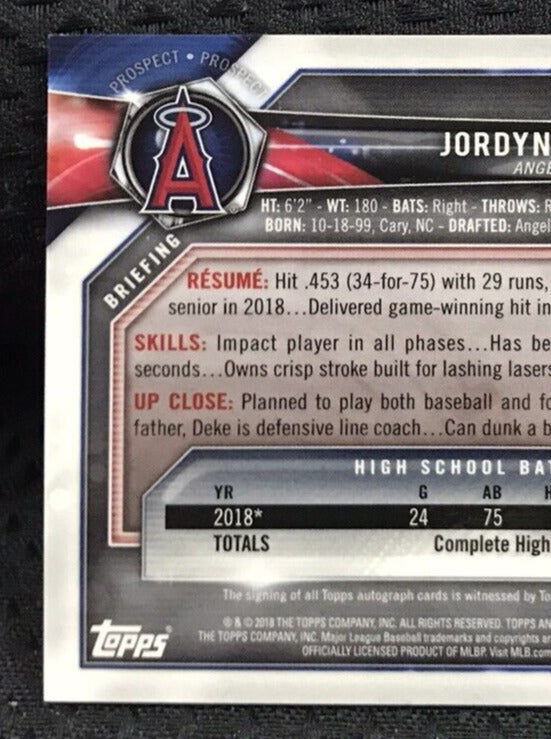 PROSPECT • PROSPECT
A
JORDYN
ANGE
HT: 6'2" - WT: 180 - BATS: Right - THROWS: R
BORN: 10-18-99, Cary, NC - DRAFTED: Angel
BRIEFING
RÉSUMÉ: Hit .453 (34-for-75) with 29 runs,
senior in 2018...Delivered game-winning hit in
SKILLS: Impact player in all phases...Has be
seconds...Owns crisp stroke built for lashing lasers
UP CLOSE: Planned to play both baseball and fo
father, Deke is defensive line coach...Can dunk a b
HIGH SCHOOL BAT
YR G AB H
2018* 24 75
TOTALS Complete High
The signing of all Topps autograph cards is witnessed by To
® & © 2018 THE TOPPS COMPANY, INC. ALL RIGHTS RESERVED. TOPPS AN
THE TOPPS COMPANY, INC. Major League Baseball trademarks and copyrights a
OFFICIALLY LICENSED PRODUCT OF MLBP. Visit MLB.com
topps®